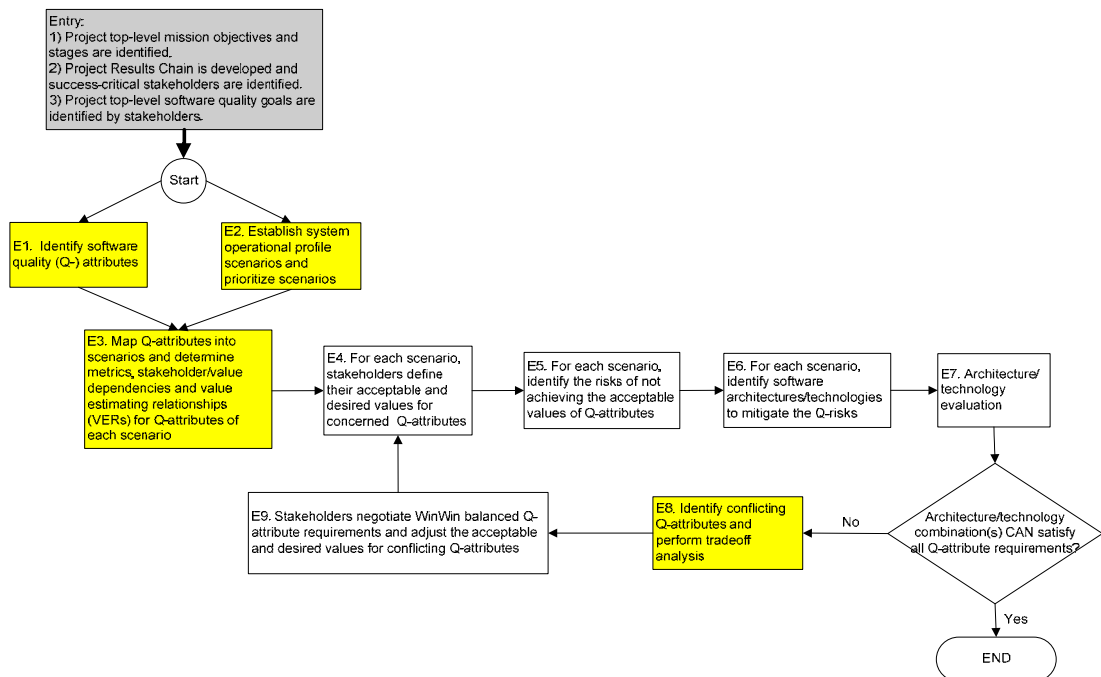 Entry:
1) Project top-level mission objectives and
stages are identified.
2) Project Results Chain is developed and
success-critical stakeholders are identified.
3) Project top-level software quality goals are
identified by stakeholders.
Start
E1. Identify software
quality (Q-) attributes
E2. Establish system
operational profile
scenarios and
prioritize scenarios
E3. Map Q-attributes into
scenarios and determine
metrics, stakeholder/value
dependencies and value
estimating relationships
(VERs) for Q-attributes of
each scenario
E4. For each scenario,
stakeholders define
their acceptable and
desired values for
concerned Q-attributes
E5. For each scenario,
identify the risks of not
achieving the acceptable
values of Q-attributes
E6. For each scenario,
identify software
architectures/technologies
to mitigate the Q-risks
E7. Architecture/
technology
evaluation
Architecture/technology
combination(s) CAN satisfy
all Q-attribute requirements?
No
E8. Identify conflicting
Q-attributes and
perform tradeoff
analysis
E9. Stakeholders negotiate WinWin balanced Q-
attribute requirements and adjust the acceptable
and desired values for conflicting Q-attributes
Yes
END